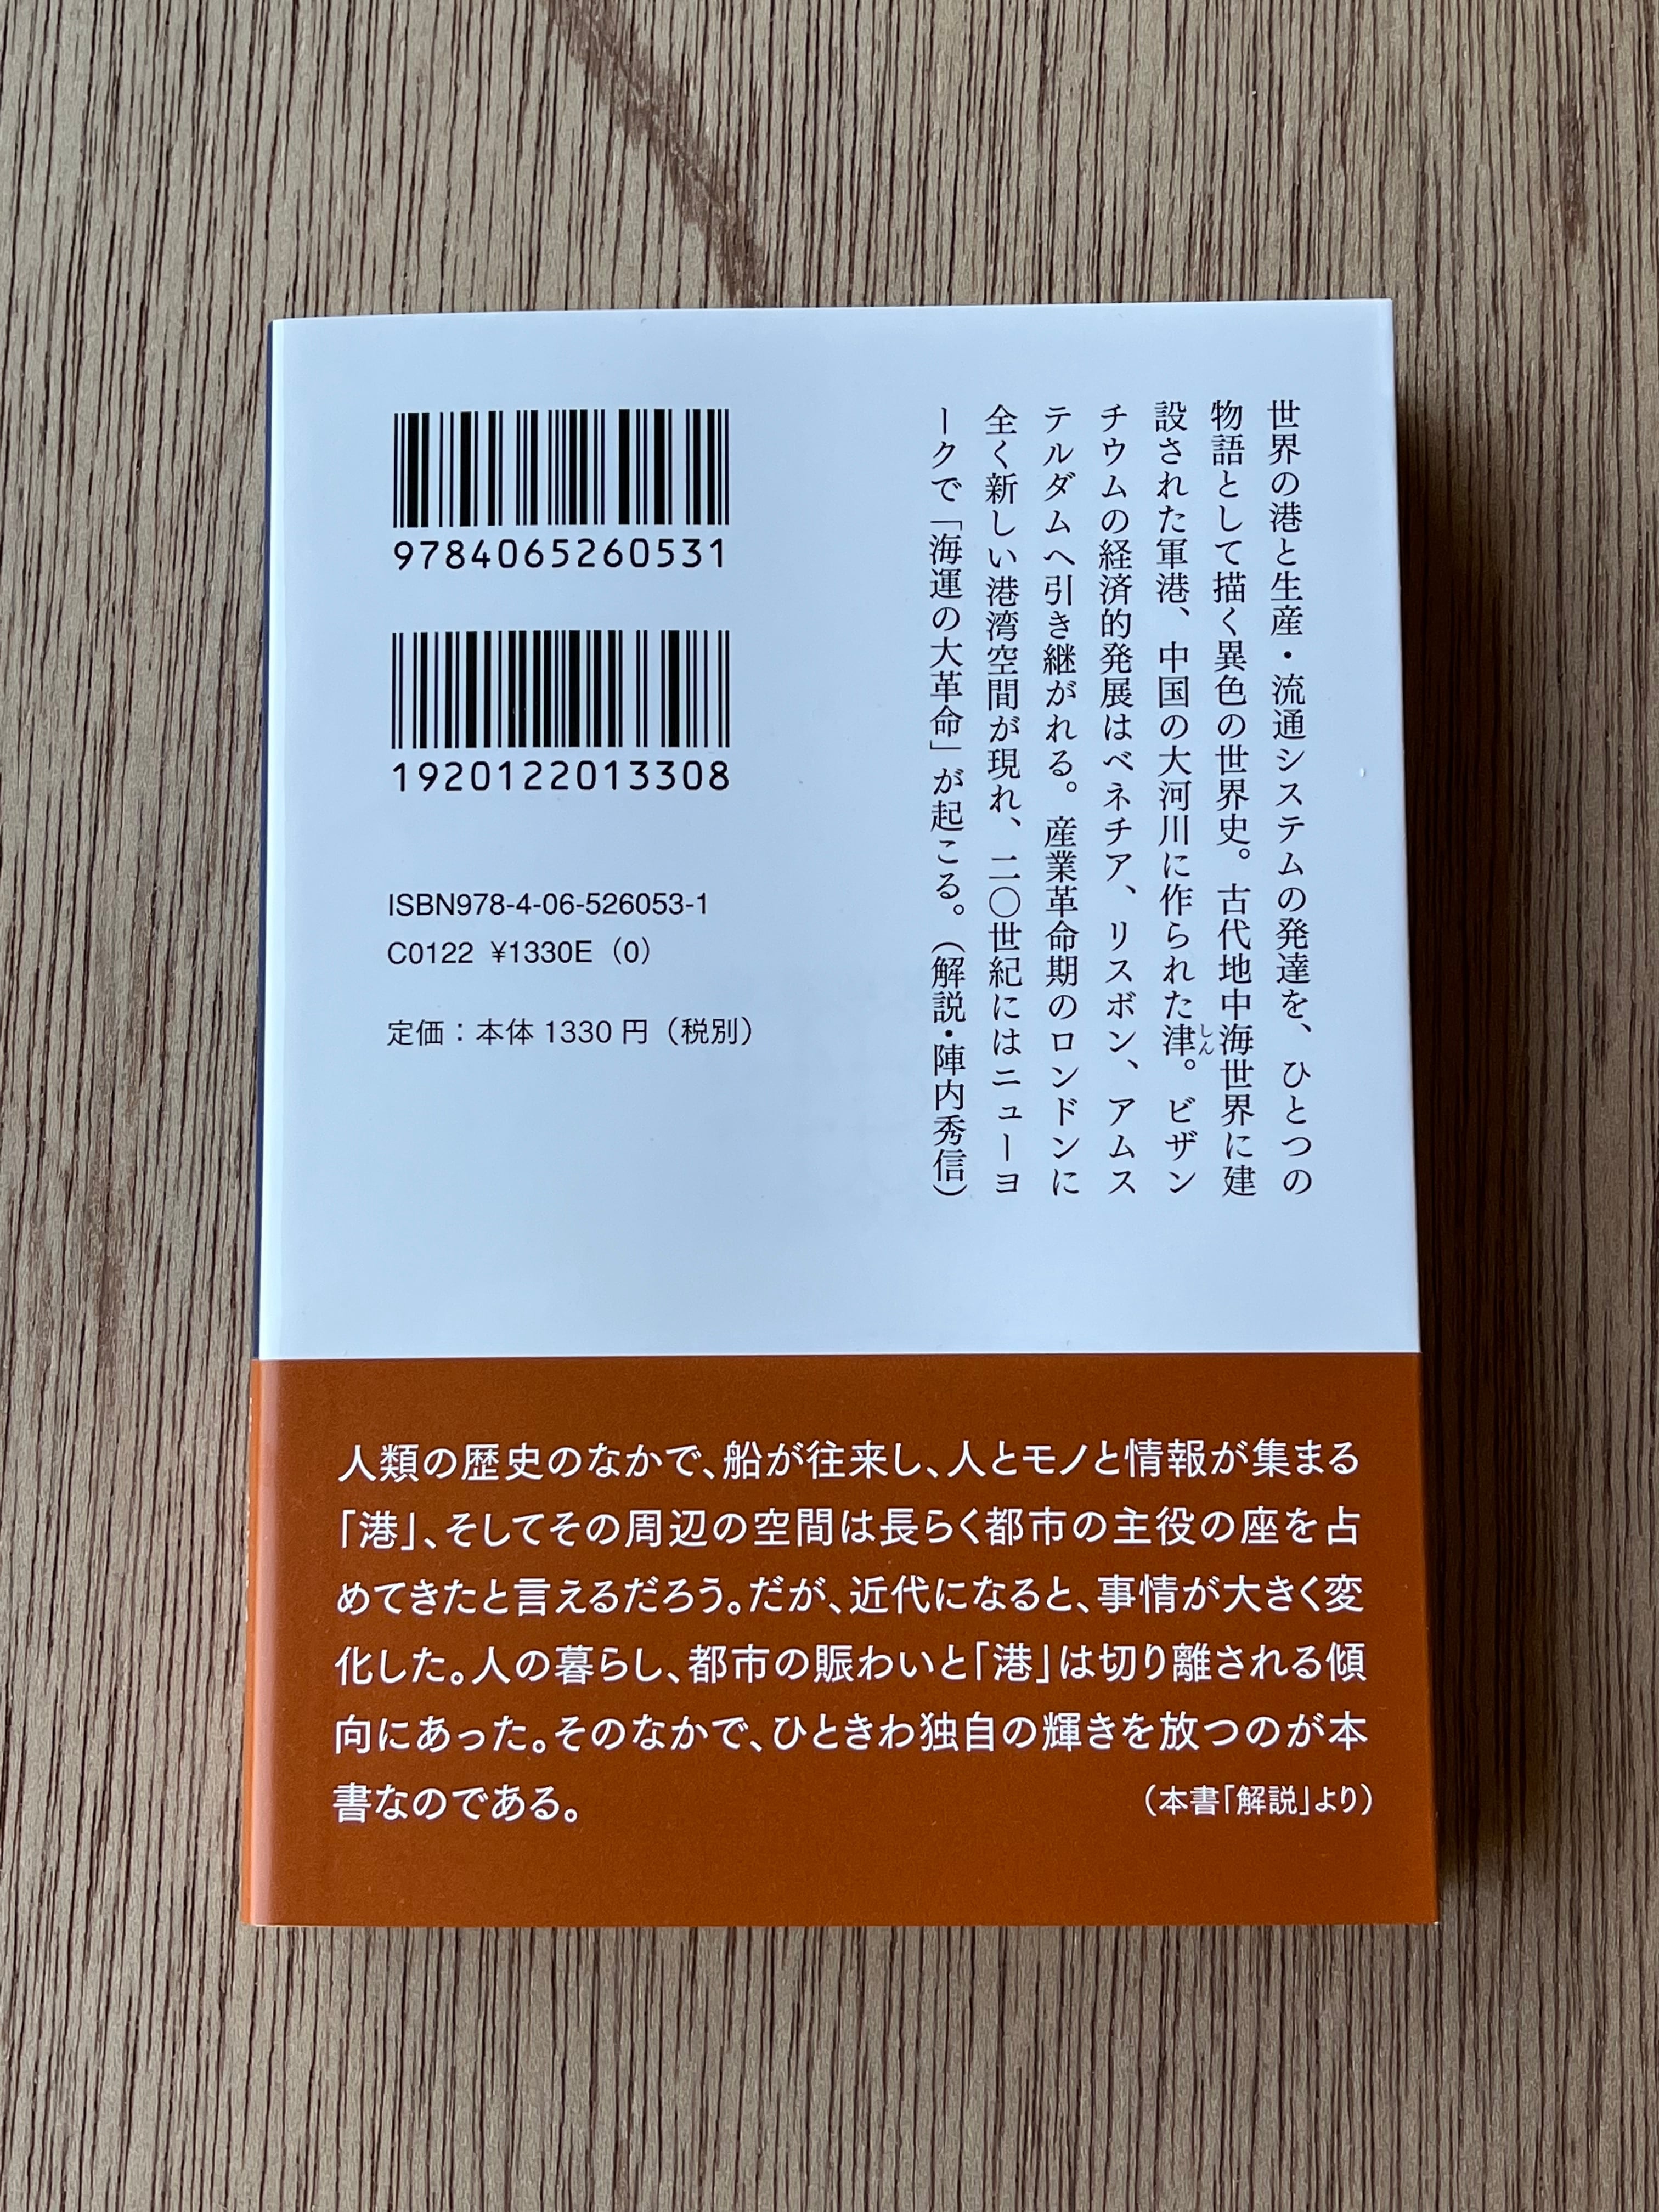 世界の港と生産・流通システムの発達を、ひとつの
物語として描く異色の世界史。古代地中海世界に建
設された軍港、中国の大河川に作られた津しん。ビザン
チウムの経済的発展はベネチア、リスボン、アムス
テルダムへ引き継がれる。産業革命期のロンドンに
全く新しい港湾空間が現れ、二〇世紀にはニューヨ
ークで「海運の大革命」が起こる。（解説・陣内秀信）
9784065260531
1920122013308
ISBN978-4-06-526053-1
C0122 ¥1330E（0）
定価：本体 1330 円（税別）
人類の歴史のなかで、船が往来し、人とモノと情報が集まる
「港」、そしてその周辺の空間は長らく都市の主役の座を占
めてきたと言えるだろう。だが、近代になると、事情が大きく変
化した。人の暮らし、都市の賑わいと「港」は切り離される傾
向にあった。そのなかで、ひときわ独自の輝きを放つのが本
書なのである。
（本書「解説」より）